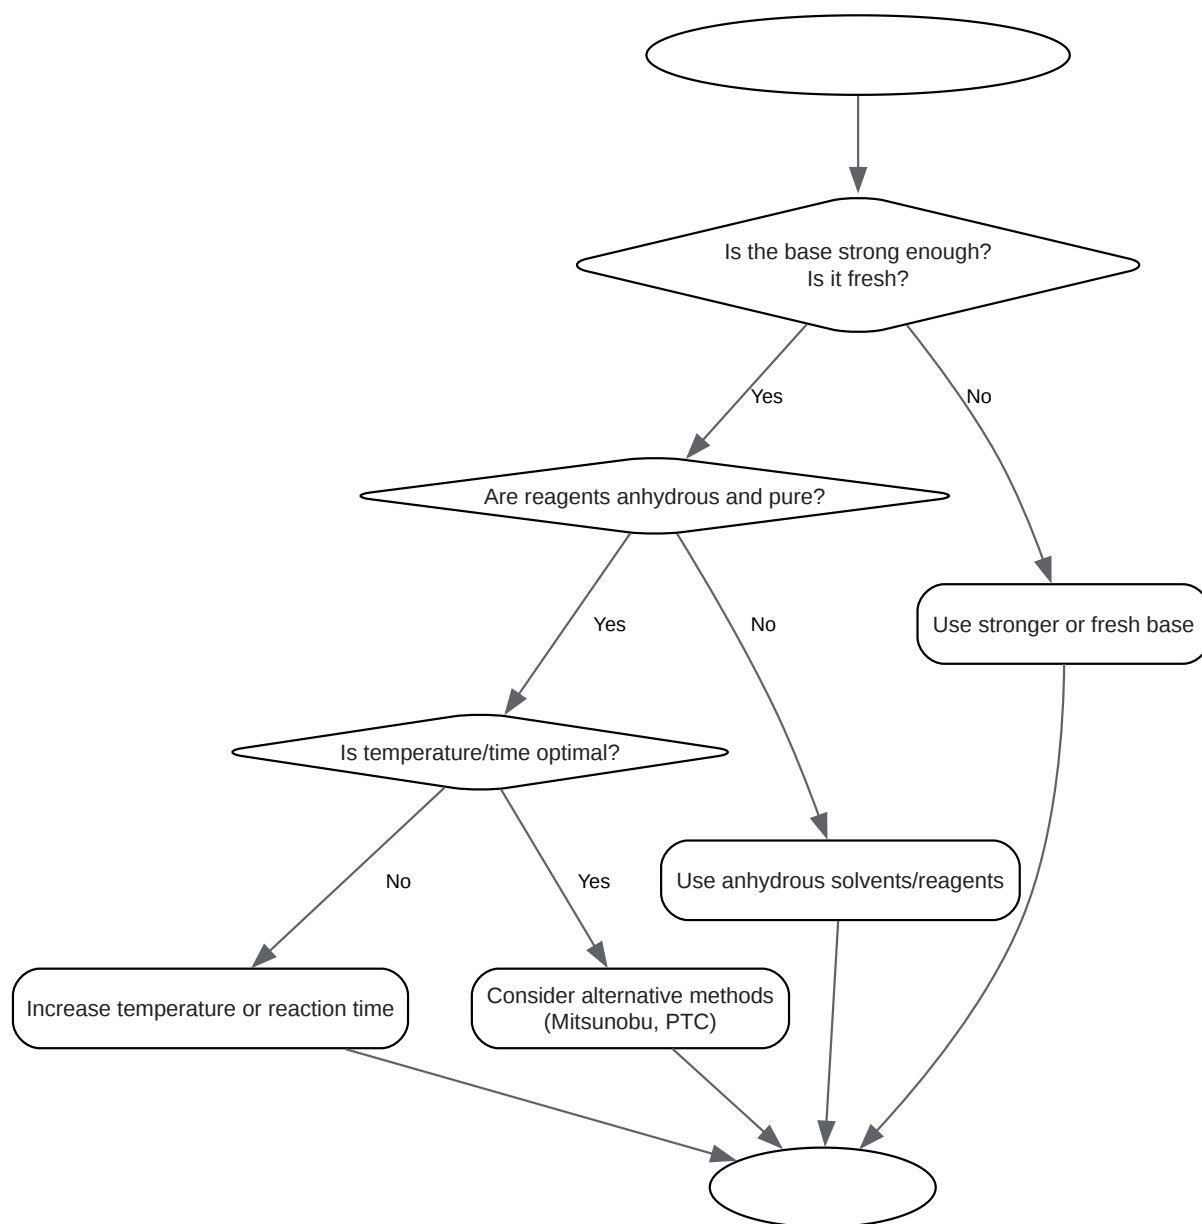 Is the base strong enough?
Is it fresh?
Yes
No
Are reagents anhydrous and pure?
Yes
No
Use stronger or fresh base
Is temperature/time optimal?
No
Yes
Use anhydrous solvents/reagents
Increase temperature or reaction time
Consider alternative methods
(Mitsunobu, PTC)